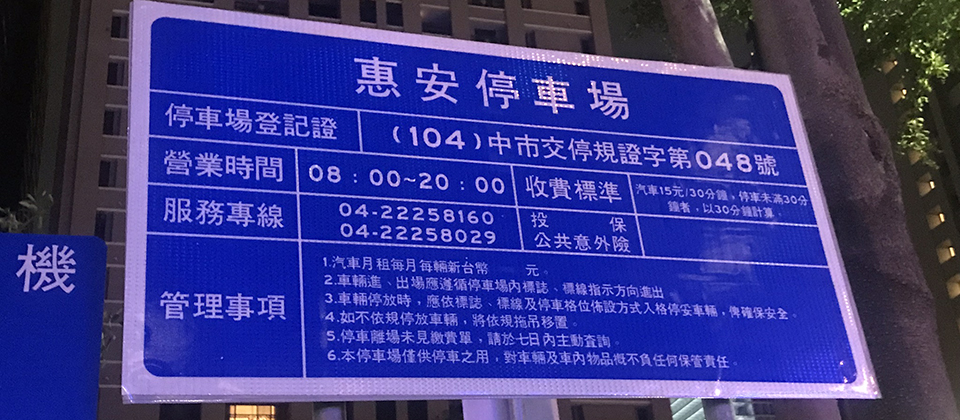 惠安停車場
停車場登記證
(104)中市交停規證字第048號
營業時間
08:00~20:00
收費標準
汽車15元/30分鐘,停車未滿30分
鐘者,以30分鐘計算。
服務專線
04-22258160
04-22258029
投 保
公共意外險
管理事項
1.汽車月租每月每輛新台幣 元。
2.車輛進、出場應遵循停車場內標誌、標線指示方向進出
3.車輛停放時,應依標誌、標線及停車格位佈設方式入格停妥車輛,俾確保安全。
4.如不依規停放車輛,將依規拖吊移置。
5.停車離場未見繳費單,請於七日內主動査詢。
6.本停車場僅供停車之用,對車輛及車內物品慨不負任何保管責任。
機